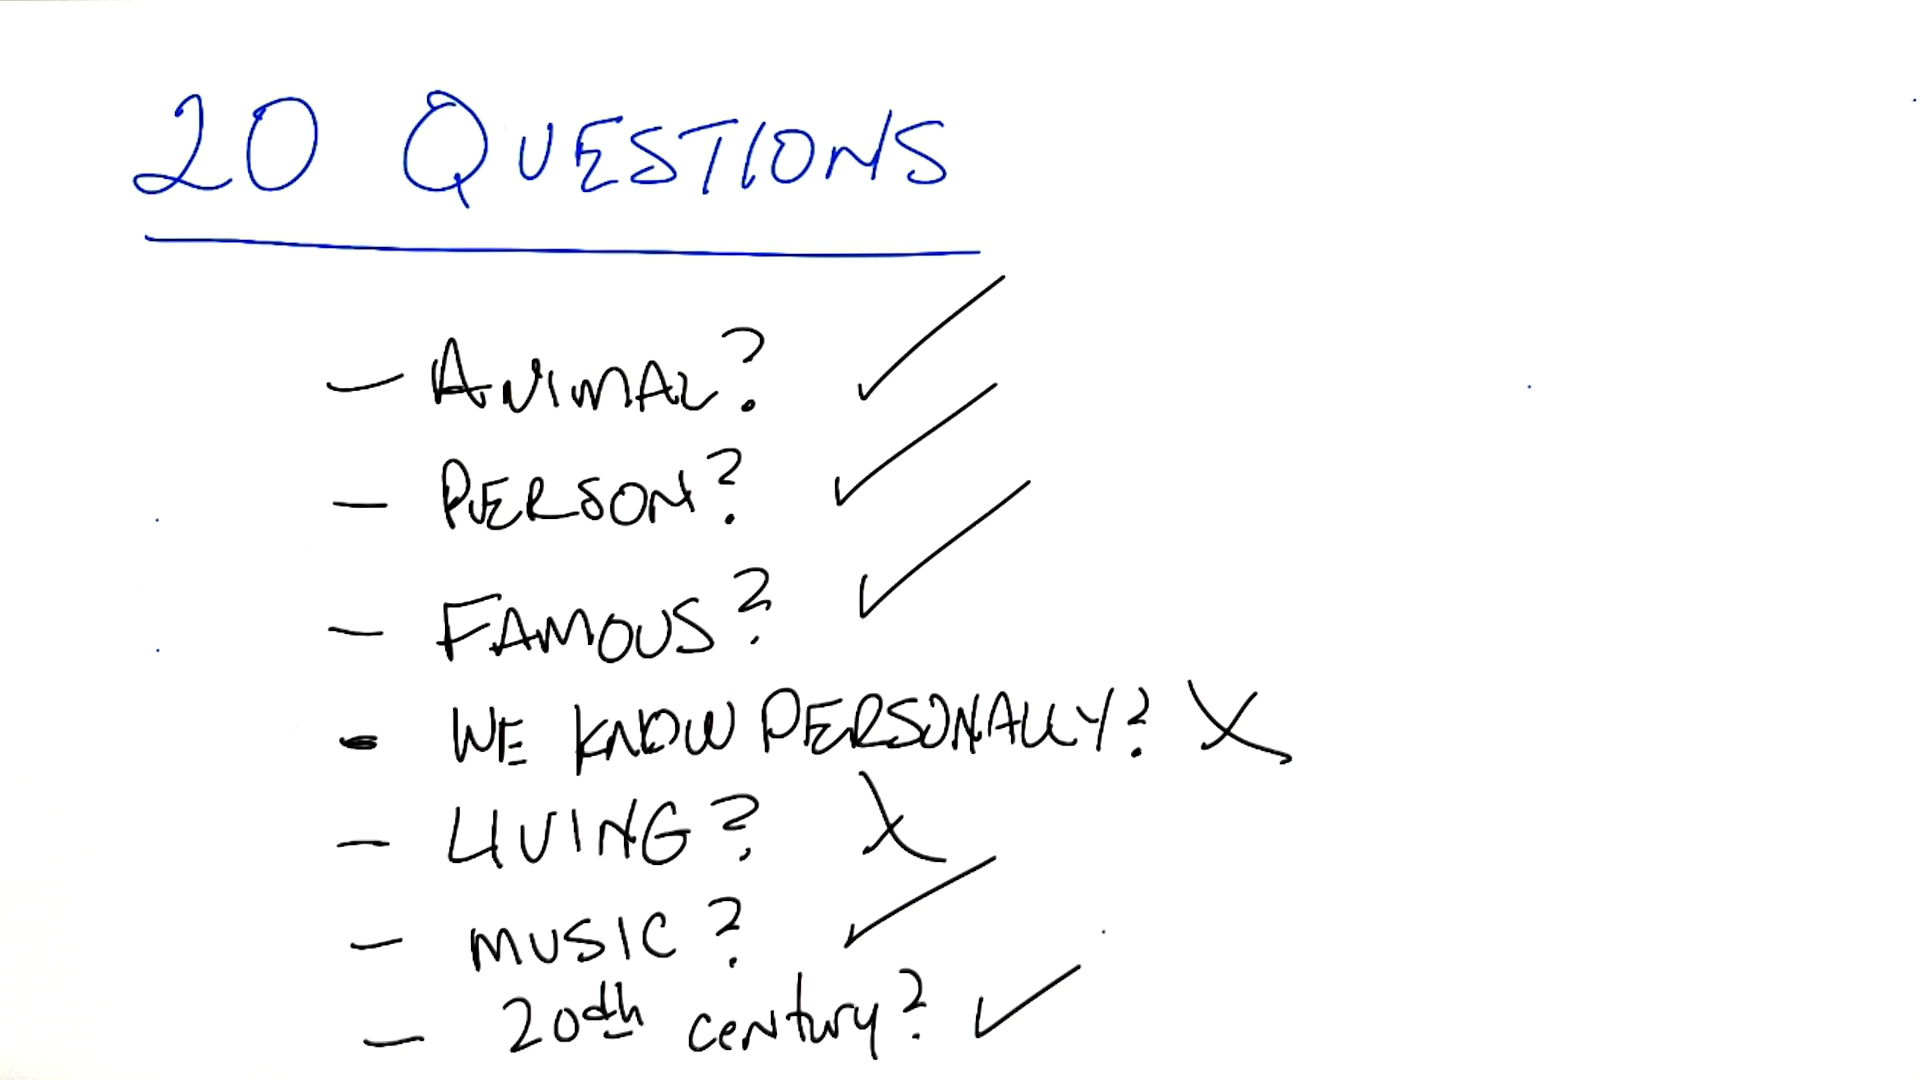 20 QUESTIONS
– ANIMAL? ✓
– PERSON? ✓
– FAMOUS? ✓
- WE KNOW PERSONALLY? X
– LIVING? X
– MUSIC? ✓
– 20th century? ✓